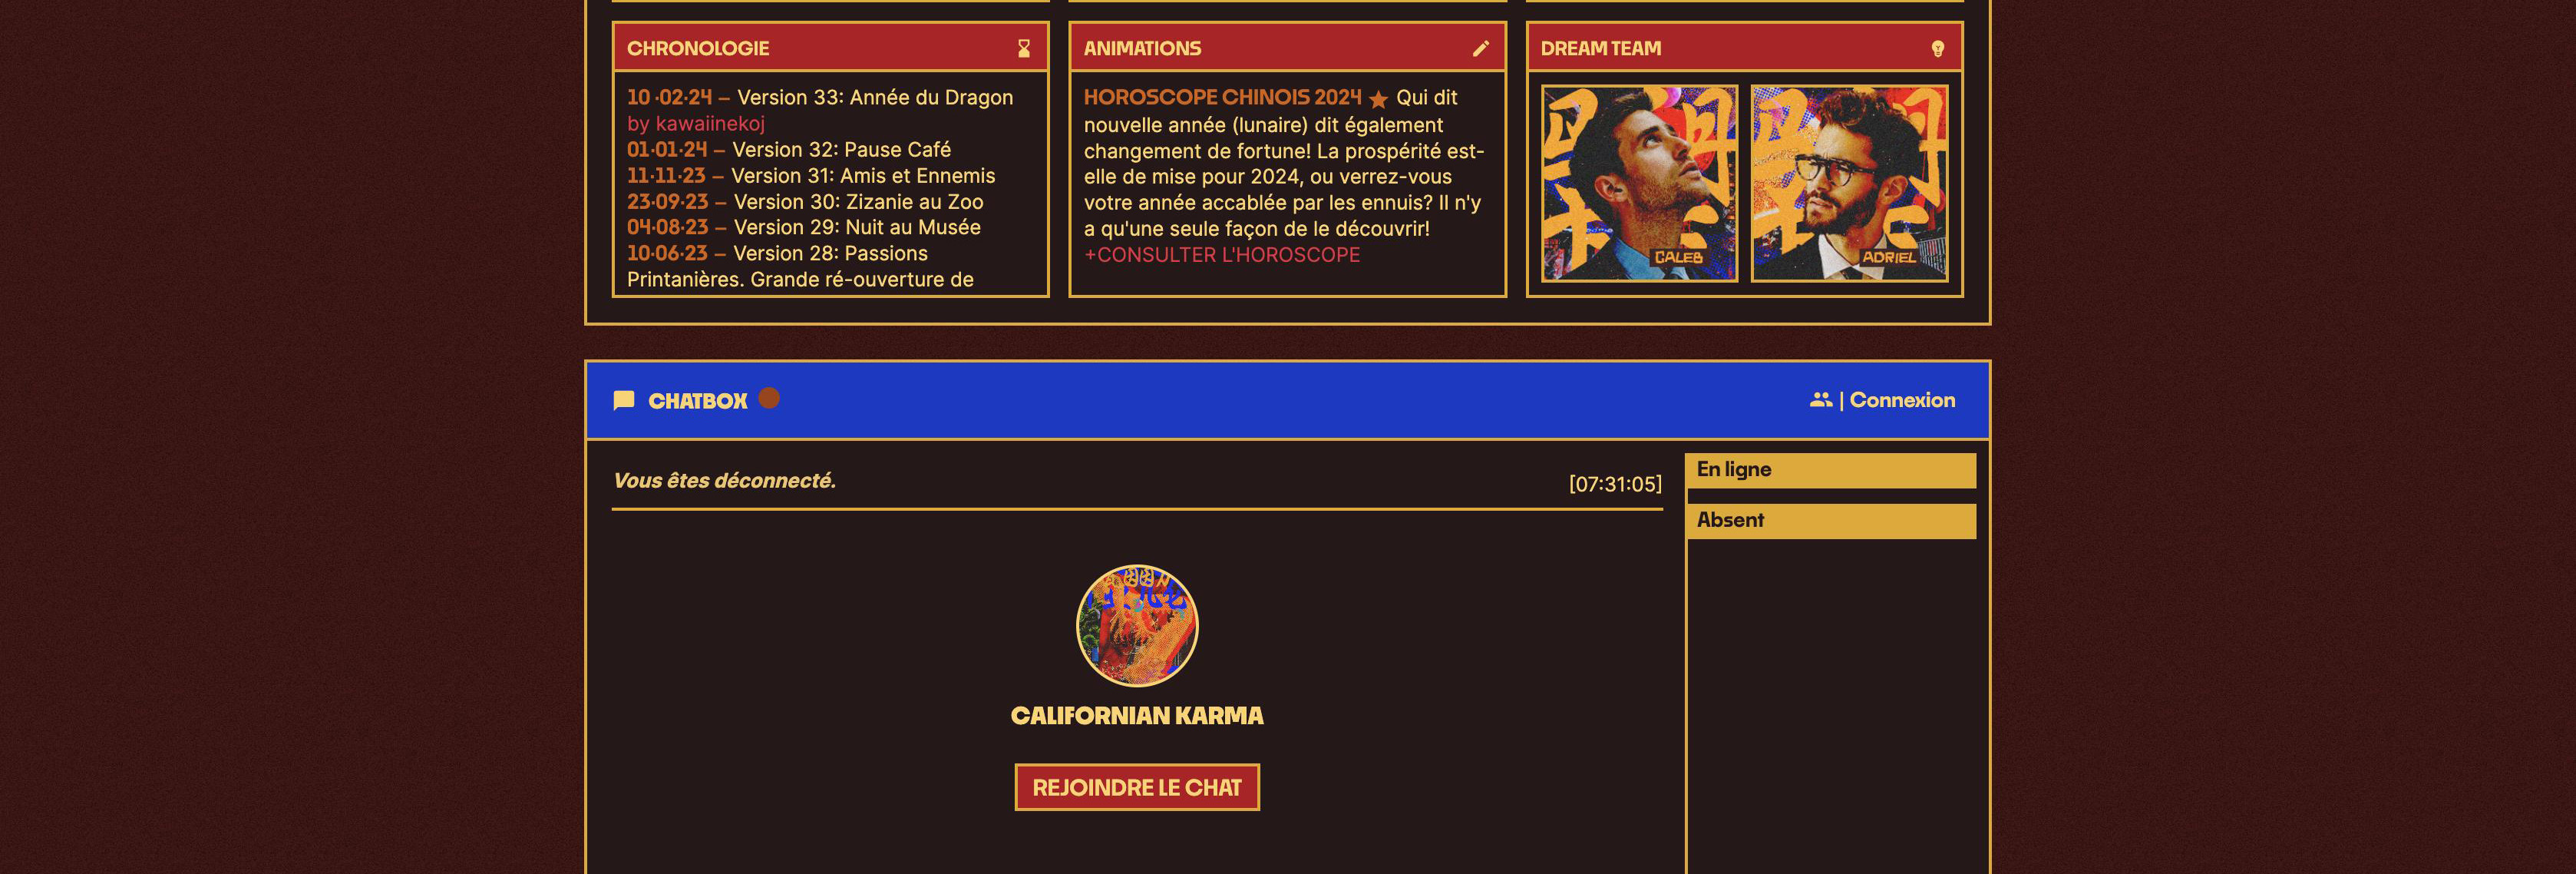 CHRONOLOGIE
10 ·02·24 – Version 33: Année du Dragon
by kawaiinekoj
01·01·24 – Version 32: Pause Café
11·11·23 – Version 31: Amis et Ennemis
23·09·23 – Version 30: Zizanie au Zoo
04·08·23 – Version 29: Nuit au Musée
10·06·23 – Version 28: Passions
Printanières. Grande ré-ouverture de
ANIMATIONS
HOROSCOPE CHINOIS 2024 ★ Qui dit
nouvelle année (lunaire) dit également
changement de fortune! La prospérité est-
elle de mise pour 2024, ou verrez-vous
votre année accablée par les ennuis? Il n'y
a qu'une seule façon de le découvrir!
+CONSULTER L'HOROSCOPE
DREAM TEAM
CALEB
ADRIEL
CHATBOX
| Connexion
Vous êtes déconnecté.
[07:31:05]
En ligne
Absent
CALIFORNIAN KARMA
REJOINDRE LE CHAT